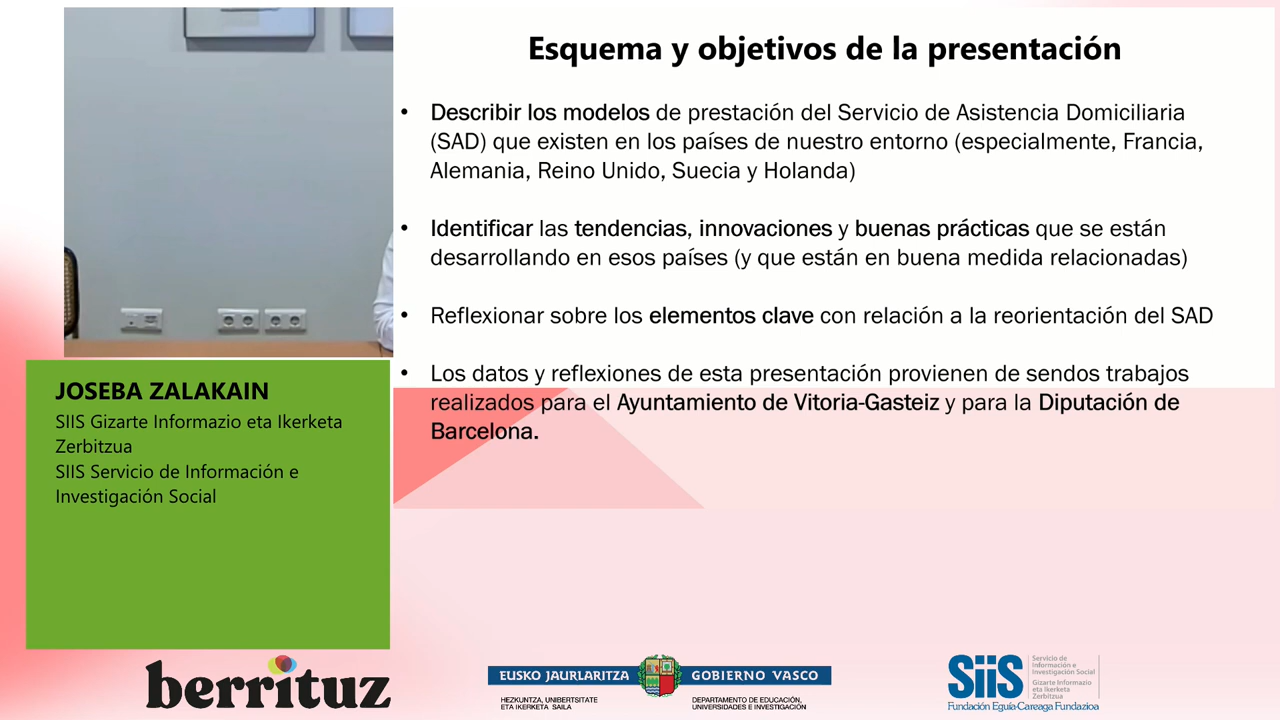 Esquema y objetivos de la presentación
• Describir los modelos de prestación del Servicio de Asistencia Domiciliaria
(SAD) que existen en los países de nuestro entorno (especialmente, Francia,
Alemania, Reino Unido, Suecia y Holanda)
• Identificar las tendencias, innovaciones y buenas prácticas que se están
desarrollando en esos países (y que están en buena medida relacionadas)
• Reflexionar sobre los elementos clave con relación a la reorientación del SAD
• Los datos y reflexiones de esta presentación provienen de sendos trabajos
realizados para el Ayuntamiento de Vitoria-Gasteiz y para la Diputación de
Barcelona.
JOSEBA ZALAKAIN
SIIS Gizarte Informazio eta Ikerketa
Zerbitzua
SIIS Servicio de Información e
Investigación Social
berrituz
EUSKO JAURLARITZA GOBIERNO VASCO
HEZKUNTZA, UNIBERTSITATE
ETA IKERKETA SAILA
DEPARTAMENTO DE EDUCACIÓN,
UNIVERSIDADES E INVESTIGACIÓN
SiiS
Servicio de
Información e
Investigación Social
Gizarte Informazio
eta Ikerketa
Zerbitzua
Fundación Eguía-Careaga Fundazioa